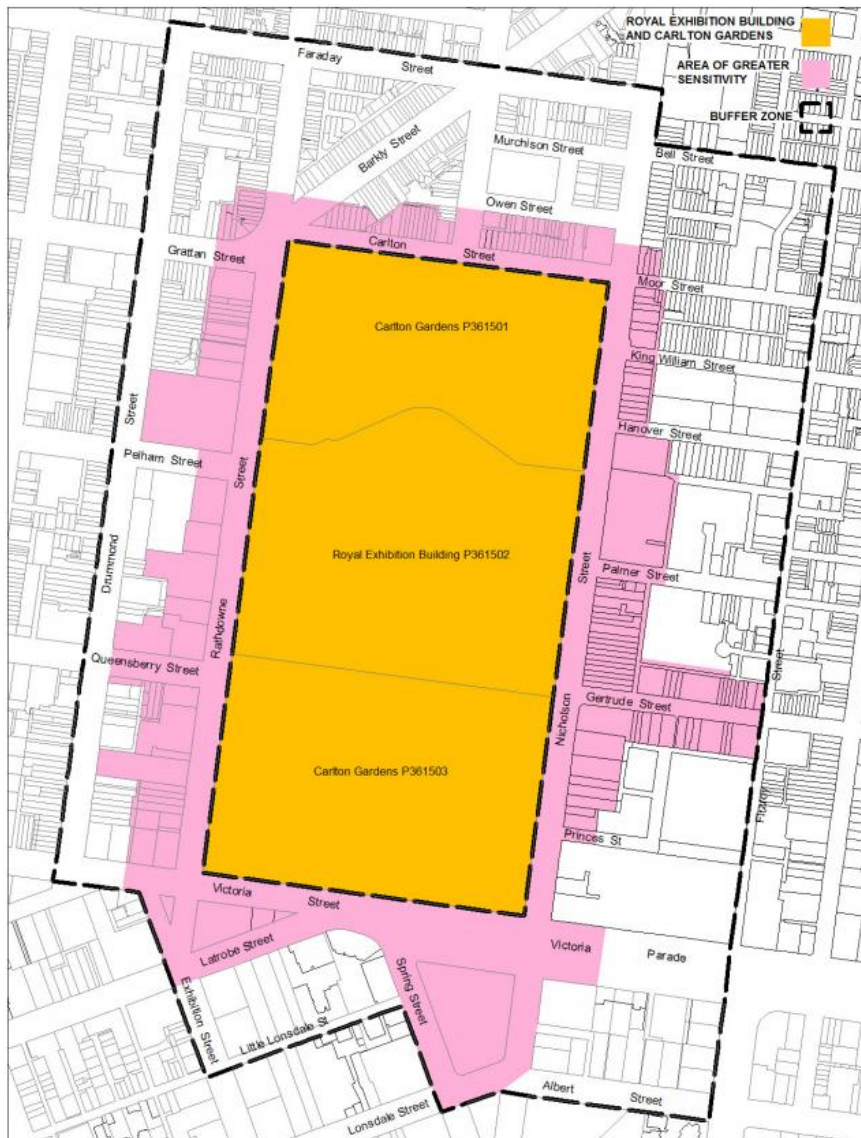 ROYAL EXHIBITION BUILDING
AND CARLTON GARDENS
AREA OF GREATER
SENSITIVITY
BUFFER ZONE
Faraday Street
Barkly Street
Murchison Street
Bell Street
Owen Street
Grattan Street
Carlton Street
Moor Street
Carlton Gardens P361501
King William Street
Street
Hanover Street
Pelham Street
Street
Royal Exhibition Building P361502
Street
Palmer Street
Drummond
Rathdowne
Street
Queensberry Street
Gertrude Street
Nicholson
Carlton Gardens P361503
Fitzroy
Princes St
Victoria Street
Latrobe Street
Victoria Parade
Spring Street
Exhibition Street
Little Lonsdale St
Albert Street
Lonsdale Street